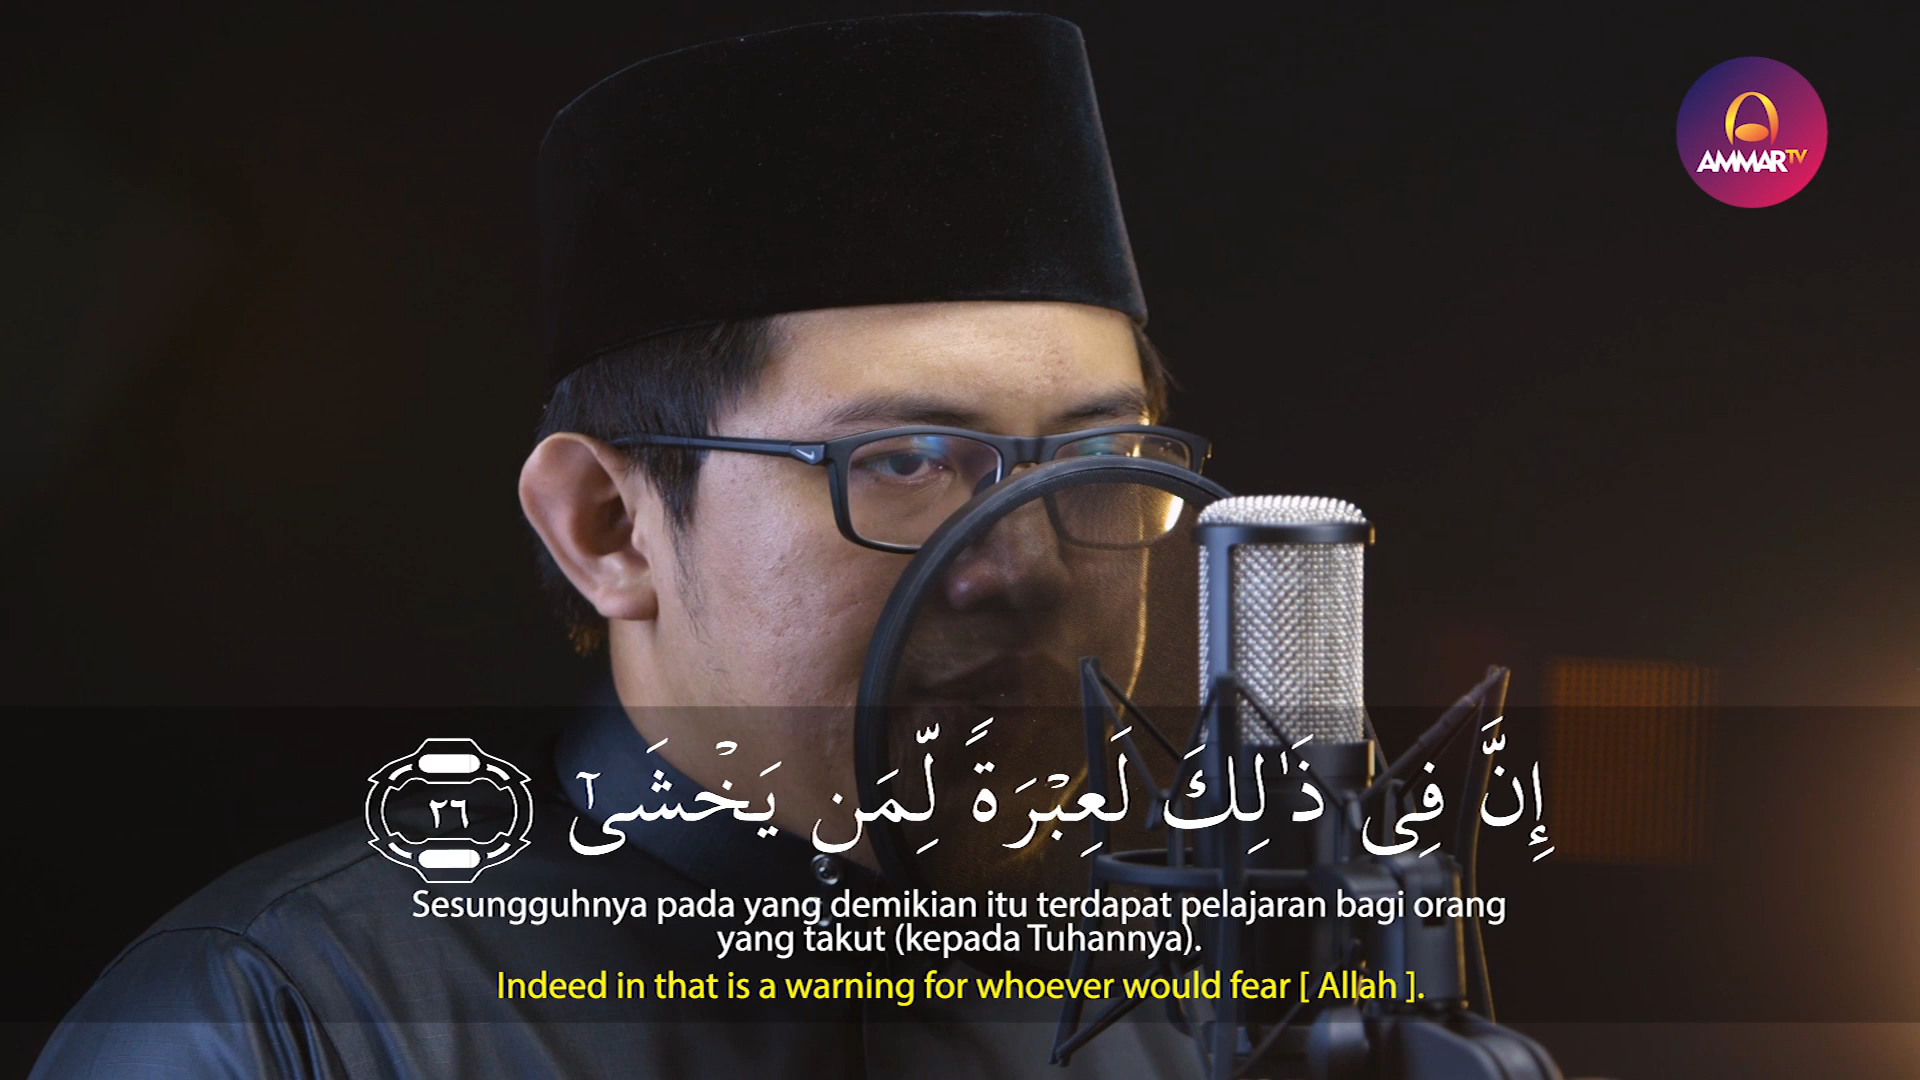 AMMARTV
إِنَّ فِى ذَٰلِكَ لَعِبْرَةً لِّمَن يَخْشَىٰٓ ٢٦
Sesungguhnya pada yang demikian itu terdapat pelajaran bagi orang
yang takut (kepada Tuhannya).
Indeed in that is a warning for whoever would fear [ Allah ].